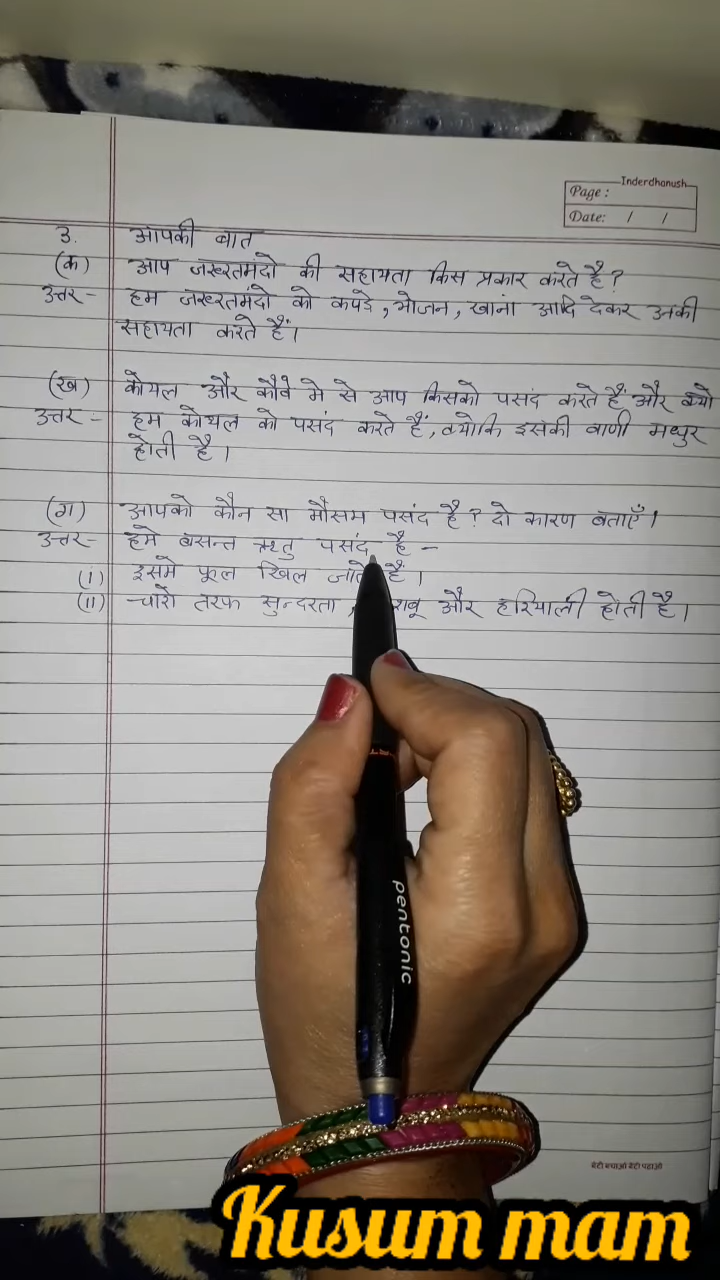 Inderdhanush
Page :
Date: / /
3. आपकी बात
(क) आप जरूरतमंदो की सहायता किस प्रकार करते है?
उत्तर - हम जरूरतमंदो को कपडे, भोजन, खाना आदि देकर उनकी
सहायता करते हैं।
(ख) कोयल और कौवे मे से आप किसको पसंद करते हैं और क्यो
उत्तर - हम कोयल को पसंद करते हैं, क्योकि इसकी वाणी मधुर
होती है।
(ग) आपको कौन सा मौसम पसंद है? दो कारण बताएँ।
उत्तर - हमे बसन्त ऋतु पसंद है -
(i) इसमे फूल खिल जाते हैं।
(ii) चारो तरफ सुन्दरता, और हरियाली होती है।
pentonic
बेटी बचाओ बेटी पढ़ाओ
Kusum mam